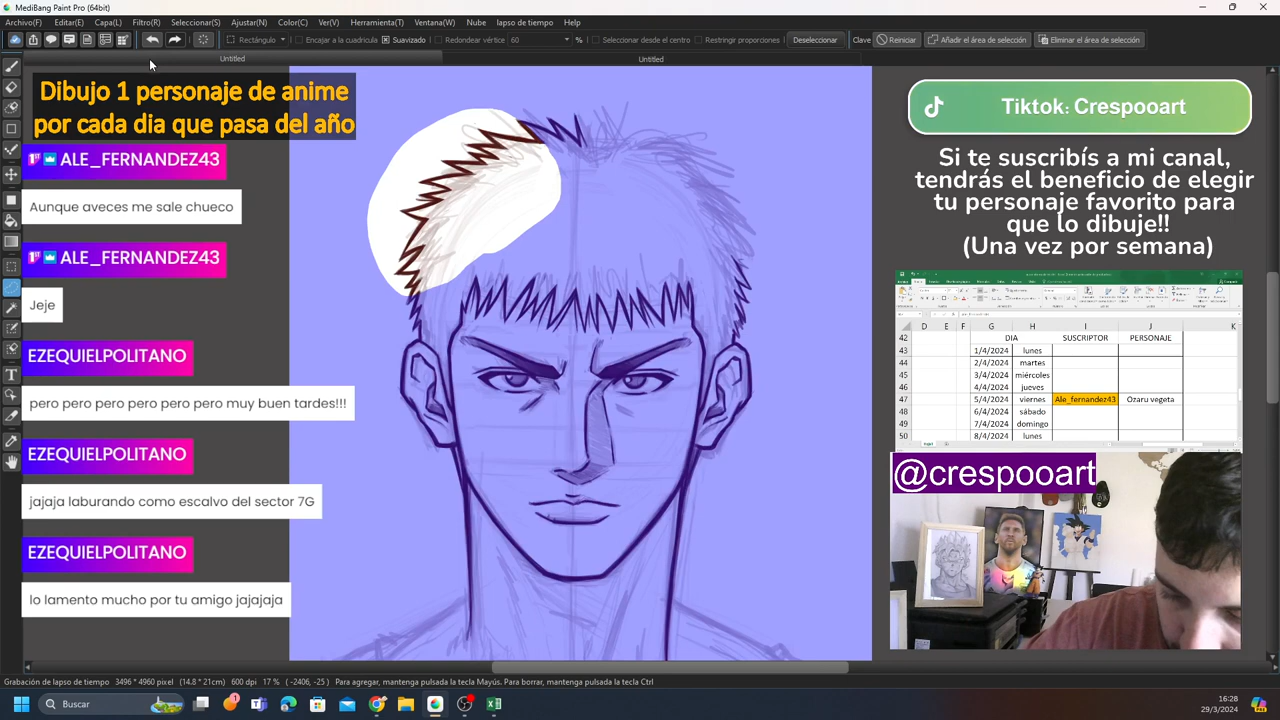 MediBang Paint Pro (64bit)
Archivo(F) Editar(E) Capa(L) Filtro(R) Seleccionar(S) Ajustar(N) Color(C) Ver(V) Herramienta(T) Ventana(W) Nube lapso de tiempo Help
Rectángulo Encajar a la cuadricula Suavizado Redondear vértice 60 % Seleccionar desde el centro Restringir proporciones Deseleccionar Clave Reiniciar Añadir el área de selección Eliminar el área de selección
Untitled Untitled
Dibujo 1 personaje de anime
por cada dia que pasa del año
ALE_FERNANDEZ43
Aunque aveces me sale chueco
ALE_FERNANDEZ43
Jeje
EZEQUIELPOLITANO
pero pero pero pero pero pero muy buen tardes!!!
EZEQUIELPOLITANO
jajaja laburando como escalvo del sector 7G
EZEQUIELPOLITANO
lo lamento mucho por tu amigo jajajaja
Tiktok: Crespooart
Si te suscribís a mi canal,
tendrás el beneficio de elegir
tu personaje favorito para
que lo dibuje!!
(Una vez por semana)
D E F G H I J K
42 DIA SUSCRIPTOR PERSONAJE
43 1/4/2024 lunes
44 2/4/2024 martes
45 3/4/2024 miércoles
46 4/4/2024 jueves
47 5/4/2024 viernes Ale_fernandez43 Ozaru vegeta
48 6/4/2024 sábado
49 7/4/2024 domingo
50 8/4/2024 lunes
@crespooart
Grabación de lapso de tiempo 3496 * 4960 pixel (14.8 * 21cm) 600 dpi 17 % ( -2406, -25 ) Para agregar, mantenga pulsada la tecla Mayús. Para borrar, mantenga pulsada la tecla Ctrl
Buscar
16:28
29/3/2024